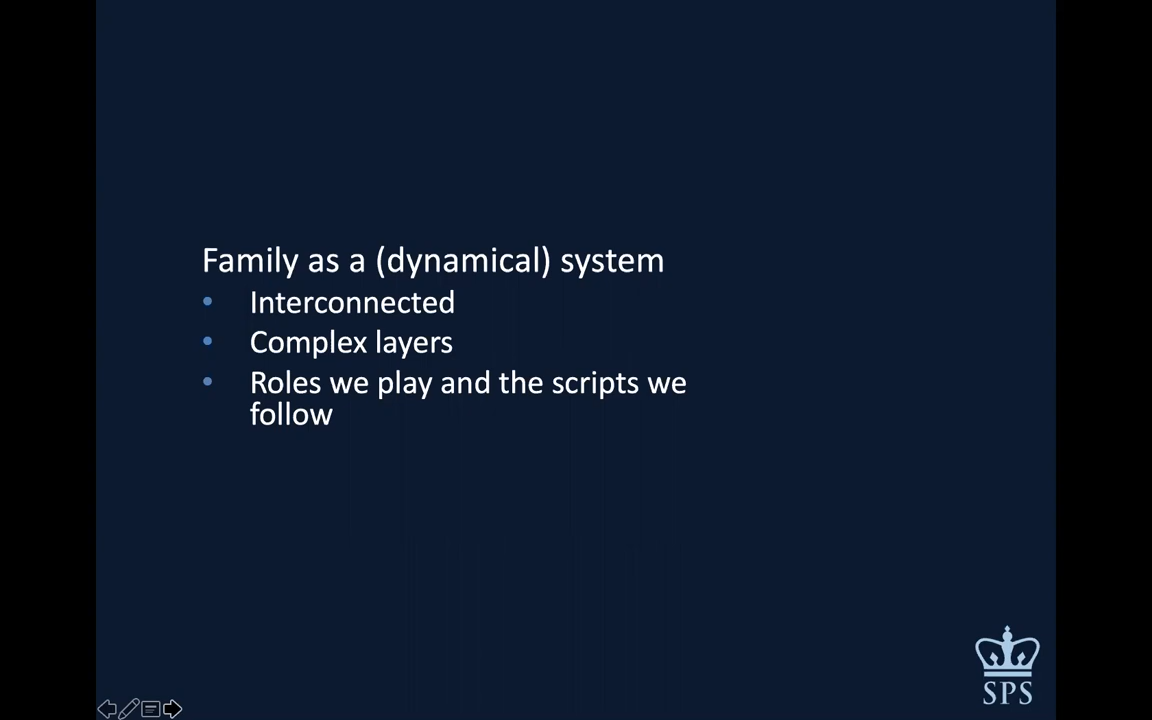 Family as a (dynamical) system
• Interconnected
• Complex layers
• Roles we play and the scripts we
follow
SPS